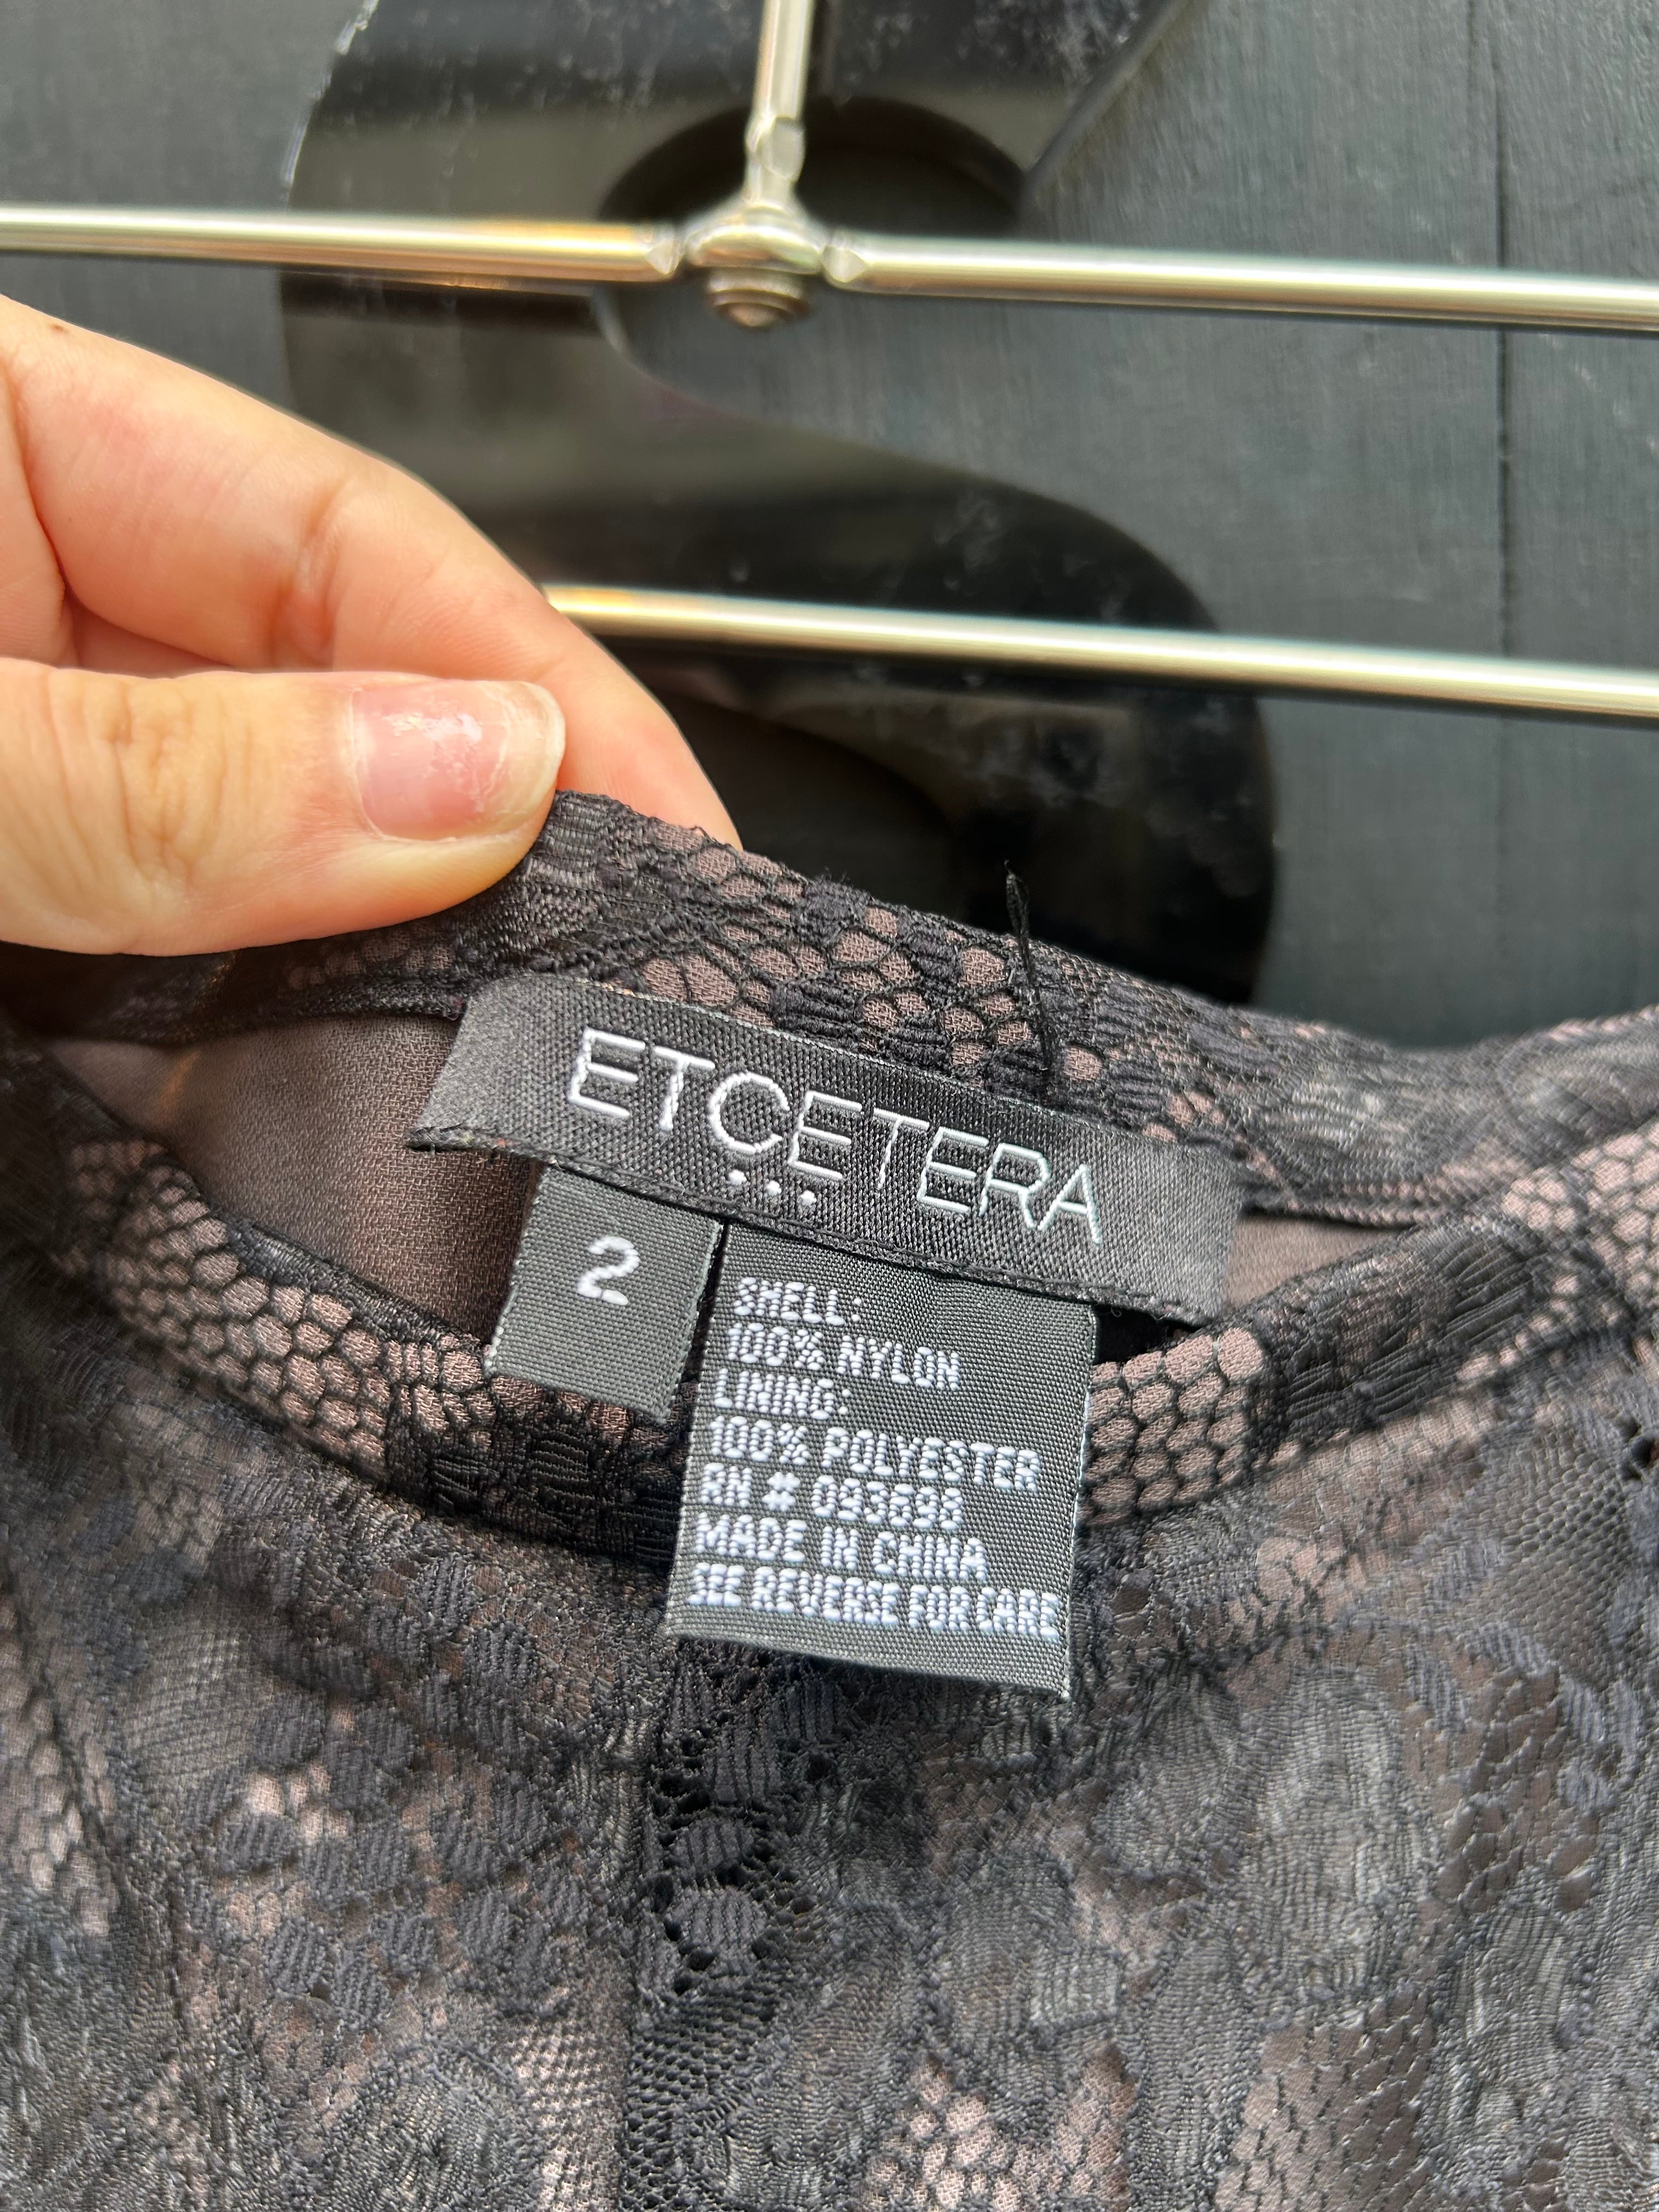 ETCETERA
...
2
SHELL:
100% NYLON
LINING:
100% POLYESTER
RN # 093698
MADE IN CHINA
SEE REVERSE FOR CARE